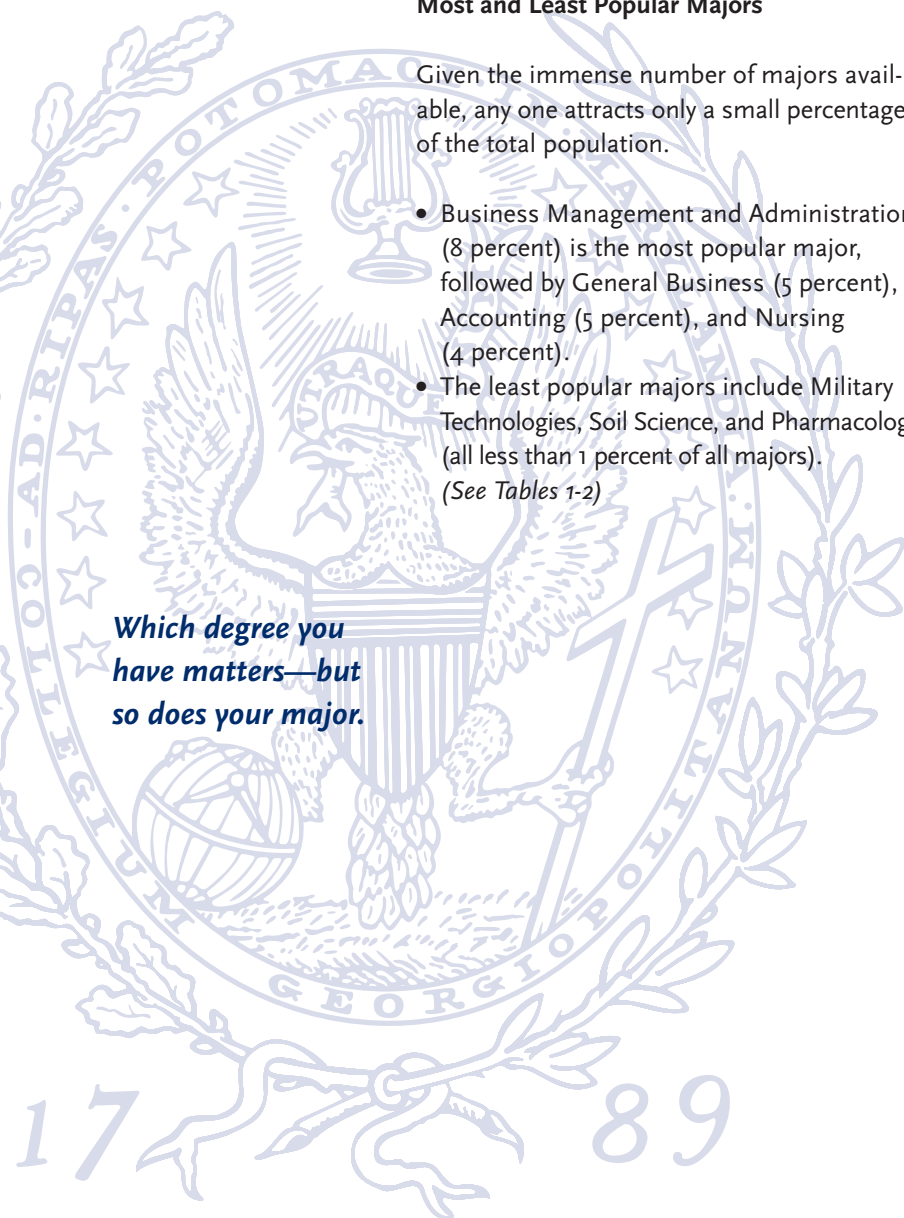 Most and Least Popular Majors
Given the immense number of majors avail-
able, any one attracts only a small percentage
of the total population.
• Business Management and Administration
(8 percent) is the most popular major,
followed by General Business (5 percent),
Accounting (5 percent), and Nursing
(4 percent).
• The least popular majors include Military
Technologies, Soil Science, and Pharmacolog
(all less than 1 percent of all majors).
(See Tables 1-2)
Which degree you
have matters—but
so does your major.
COLLEGIUM · GEORGIOPOLITANUM ·
AD · RIPAS · POTOMACI
UTRAQUE
17 89